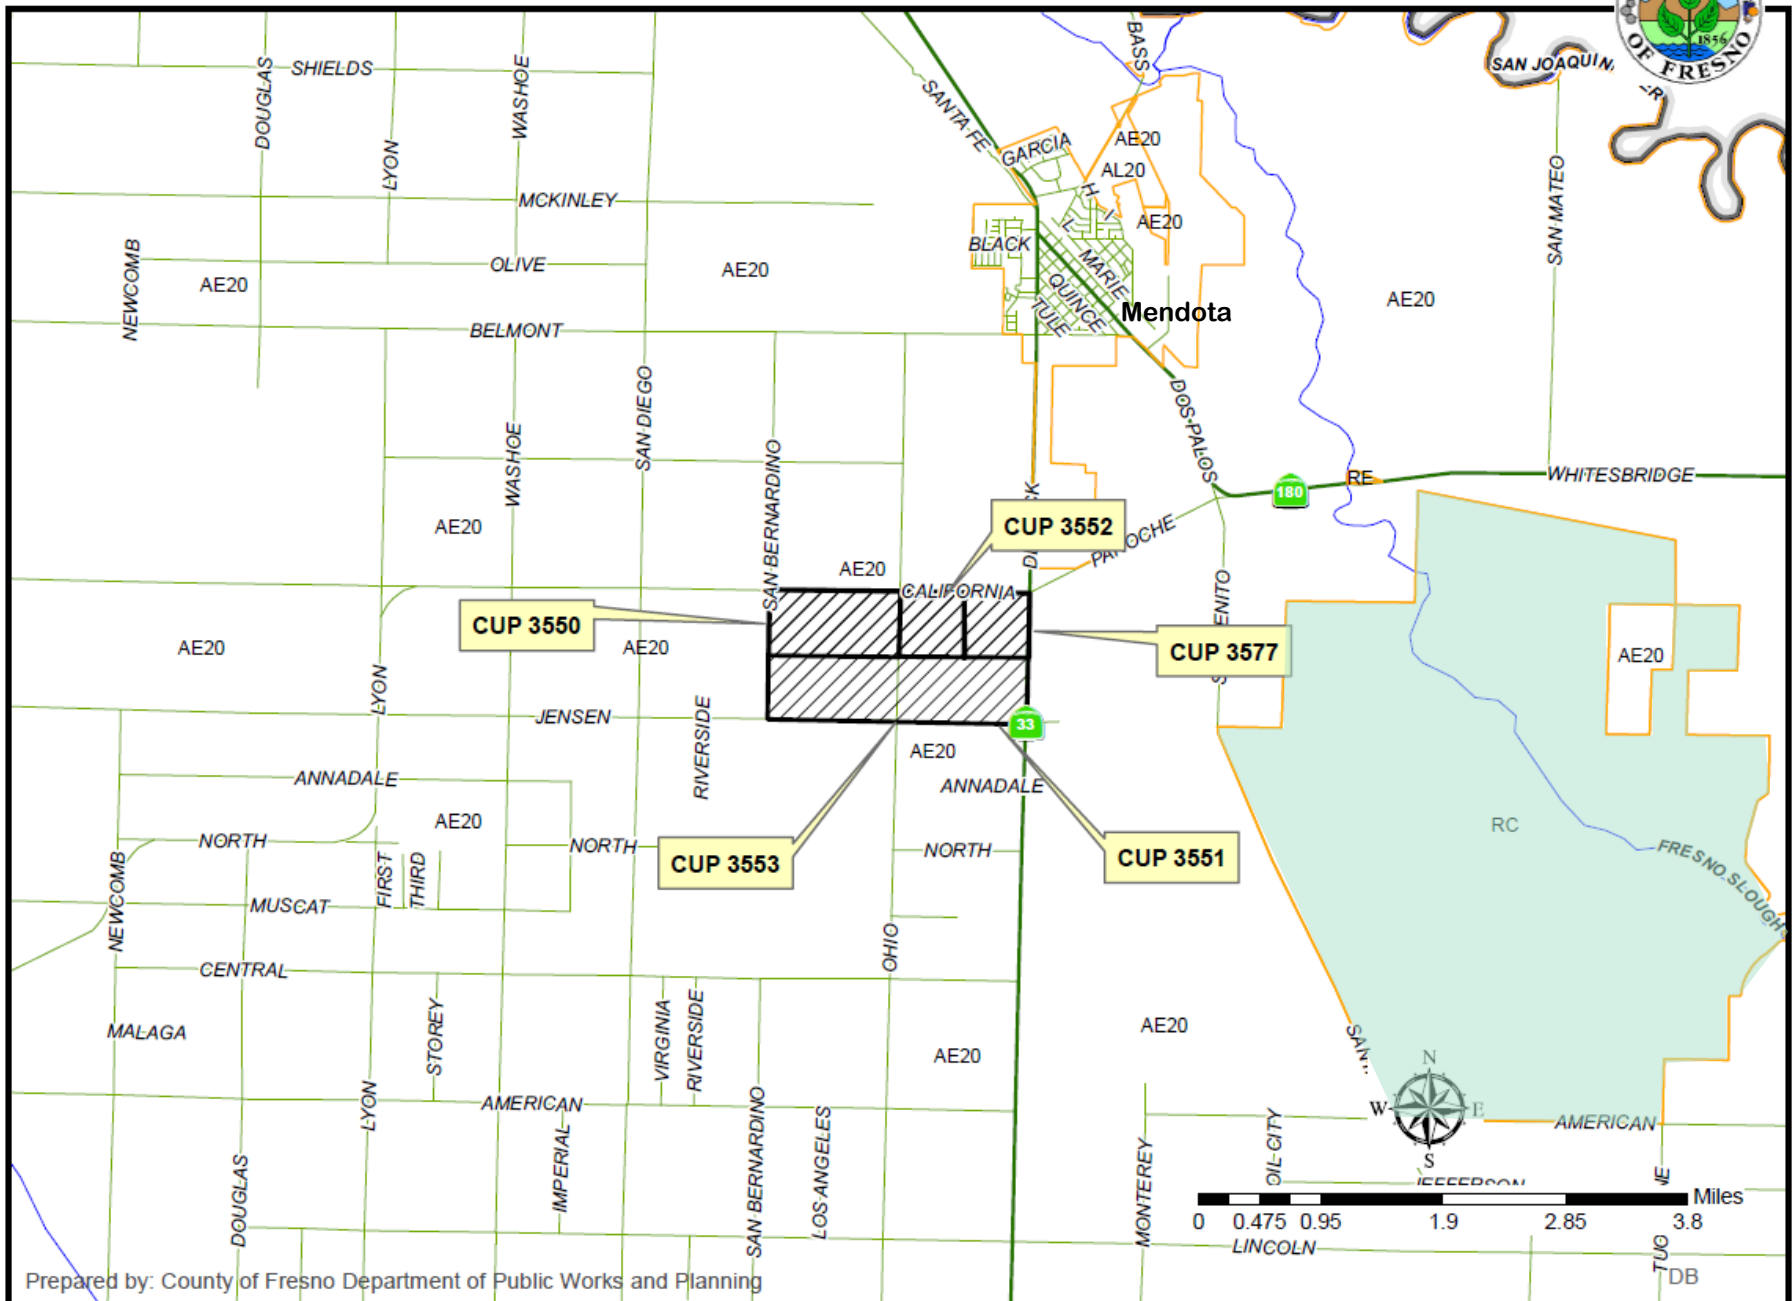 1856
OF FRESNO
SHIELDS
DOUGLAS
LYON
WASHOE
SANTA FE
BASS
SAN JOAQUIN
GARCIA
AE20
AL20
HILL
AE20
SAN MATEO
MCKINLEY
NEWCOMB
OLIVE
AE20
AE20
BLACK
MARIE
QUINCE
TULE
Mendota
AE20
BELMONT
SAN DIEGO
DOS PALOS
WASHOE
SAN BERNARDINO
180
RE
WHITESBRIDGE
AE20
CUP 3552
AE20
CALIFORNIA
CUP 3550
AE20
AE20
CUP 3577
AE20
LYON
JENSEN
RIVERSIDE
33
AE20
ANNADALE
ANNADALE
AE20
NORTH
NORTH
CUP 3553
NORTH
CUP 3551
RC
FRESNO SLOUGH
NEWCOMB
FIRST
THIRD
MUSCAT
OHIO
CENTRAL
MALAGA
STOREY
VIRGINIA
RIVERSIDE
AE20
AE20
SAN
N
W
E
S
LYON
AMERICAN
AMERICAN
IMPERIAL
SAN BERNARDINO
LOS ANGELES
MONTEREY
OIL CITY
JEFFERSON
DOUGLAS
Miles
0 0.475 0.95 1.9 2.85 3.8
LINCOLN
Prepared by: County of Fresno Department of Public Works and Planning
DB